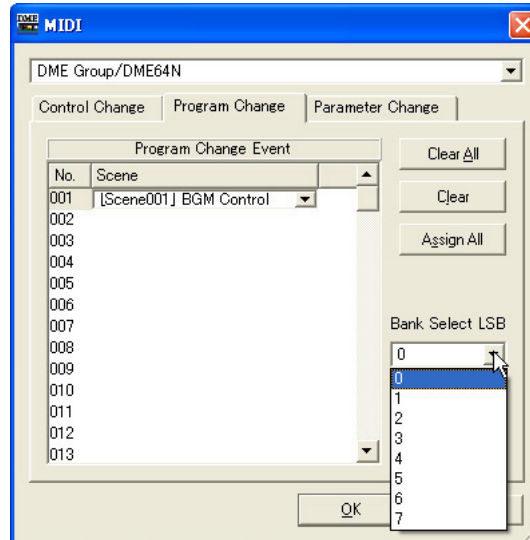 MIDI
DME Group/DME64N
Control Change Program Change Parameter Change
Program Change Event
No. Scene
001 [Scene001] BGM Control
002
003
004
005
006
007
008
009
010
011
012
013
Clear All
Clear
Assign All
Bank Select LSB
0
0
1
2
3
4
5
6
7
OK